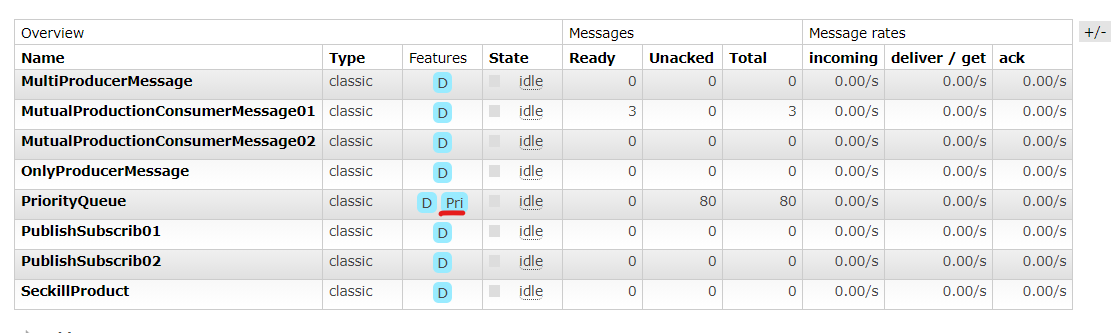 Overview Messages Message rates +/-
Name Type Features State Ready Unacked Total incoming deliver / get ack
MultiProducerMessage classic D idle 0 0 0 0.00/s 0.00/s 0.00/s
MutualProductionConsumerMessage01 classic D idle 3 0 3 0.00/s 0.00/s 0.00/s
MutualProductionConsumerMessage02 classic D idle 0 0 0 0.00/s 0.00/s 0.00/s
OnlyProducerMessage classic D idle 0 0 0 0.00/s 0.00/s 0.00/s
PriorityQueue classic D Pri idle 0 80 80 0.00/s 0.00/s 0.00/s
PublishSubscrib01 classic D idle 0 0 0 0.00/s 0.00/s 0.00/s
PublishSubscrib02 classic D idle 0 0 0 0.00/s 0.00/s 0.00/s
SeckillProduct classic D idle 0 0 0 0.00/s 0.00/s 0.00/s